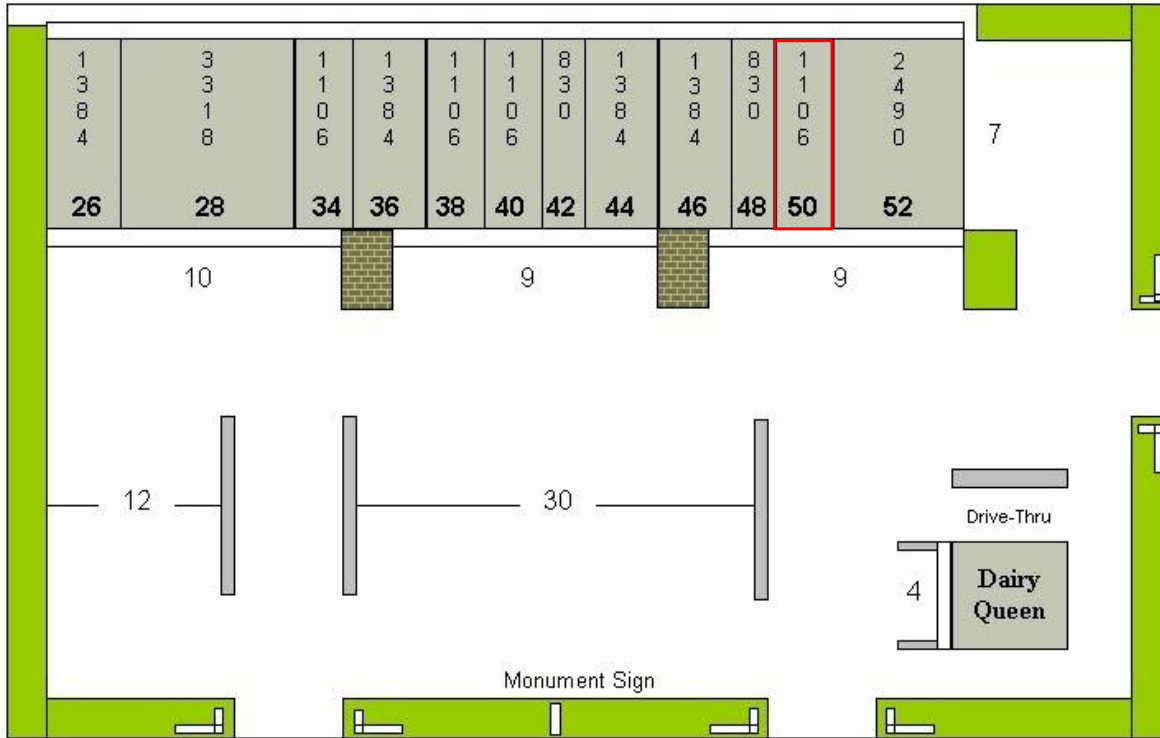 1384 3318 1106 1384 1106 1106 830 1384 1384 830 1106 2490
26 28 34 36 38 40 42 44 46 48 50 52
7
10 9 9
12 30
Drive-Thru
4
Dairy
Queen
Monument Sign